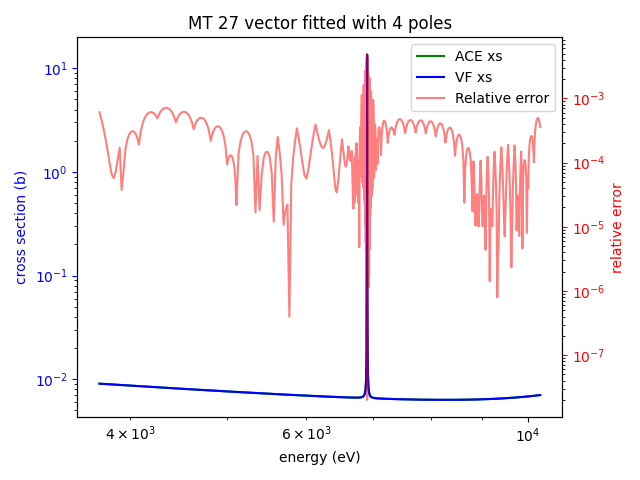 MT 27 vector fitted with 4 poles
ACE xs
VF xs
Relative error
cross section (b)
10¹
10⁰
10⁻¹
10⁻²
relative error
10⁻³
10⁻⁴
10⁻⁵
10⁻⁶
10⁻⁷
4 × 10³
6 × 10³
10⁴
energy (eV)